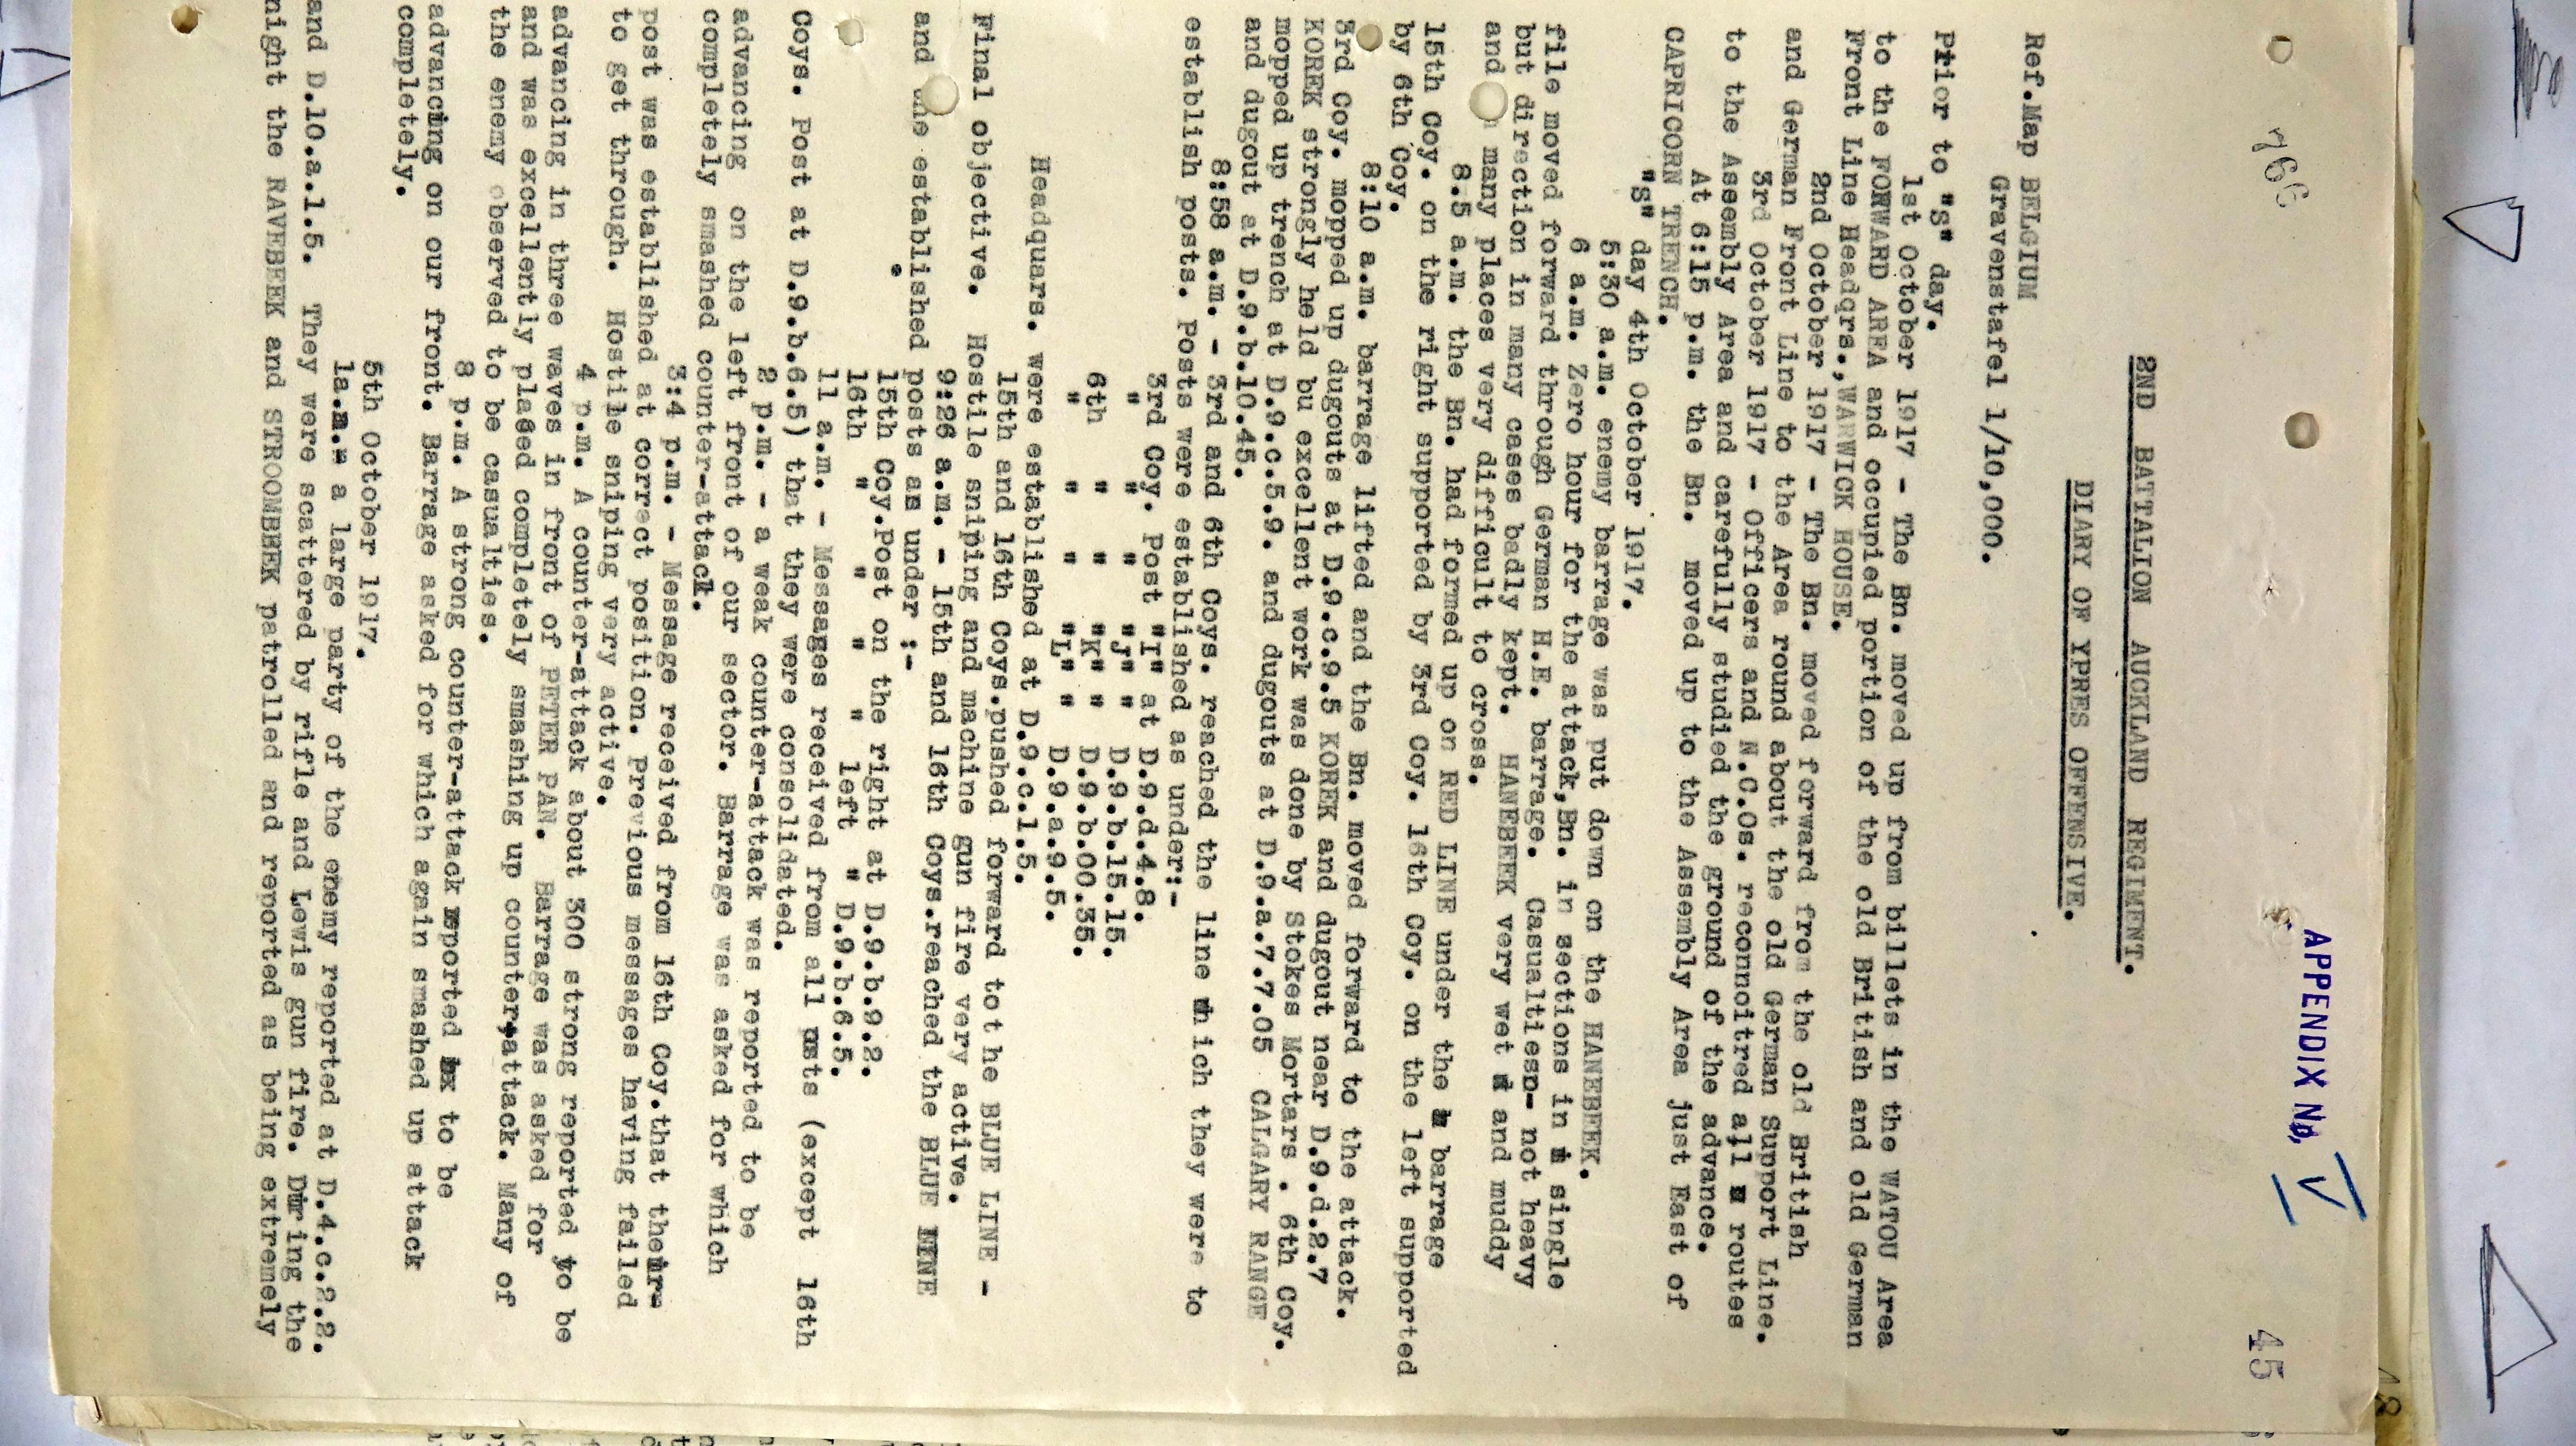 45
766
APPENDIX No. V
2ND BATTALION AUCKLAND REGIMENT.
DIARY OF YPRES OFFENSIVE.
Ref.Map BELGIUM
Gravenstafel 1/10,000.
Prior to "S" day.
1st October 1917 - The Bn. moved up from billets in the WATOU Area
to the FORWARD AREA and occupied portion of the old British and old German
Front Line Headqrs.,WARWICK HOUSE.
2nd October 1917 - The Bn. moved forward from the old British
and German Front Line to the Area round about the old German Support Line.
3rd October 1917 - Officers and N.C.Os. reconnoitred all routes
to the Assembly Area and carefully studied the ground of the advance.
At 6:15 p.m. the Bn. moved up to the Assembly Area just East of
CAPRICORN TRENCH.
"S" day 4th October 1917.
5:30 a.m. enemy barrage was put down on the HANEBEEK.
6 a.m. Zero hour for the attack,Bn. in sections in single
file moved forward through German H.E. barrage. Casualtiesp- not heavy
but direction in many cases badly kept. HANEBEEK very wet and muddy
and many places very difficult to cross.
8.5 a.m. the Bn. had formed up on RED LINE under the barrage
15th Coy. on the right supported by 3rd Coy. 16th Coy. on the left supported
by 6th Coy.
8:10 a.m. barrage lifted and the Bn. moved forward to the attack.
3rd Coy. mopped up dugouts at D.9.c.9.5 KOREK and dugout near D.9.d.2.7
KOREK strongly held bu excellent work was done by Stokes Mortars . 6th Coy.
mopped up trench at D.9.c.5.9. and dugouts at D.9.a.7.7.05 CALGARY RANGE
and dugout at D.9.b.10.45.
8:58 a.m. - 3rd and 6th Coys. reached the line which they were to
establish posts. Posts were established as under:-
3rd Coy. Post "I" at D.9.d.4.8.
" " " "J" " D.9.b.15.15.
6th " " "K" " D.9.b.00.35.
" " " "L" " D.9.a.9.5.
Headquars. were established at D.9.c.1.5.
15th and 16th Coys.pushed forward tot he BLUE LINE -
Final objective. Hostile sniping and machine gun fire very active.
9:26 a.m. - 15th and 16th Coys.reached the BLUE LINE
and established posts as under :-
15th Coy.Post on the right at D.9.b.9.2.
16th " " " " left " D.9.b.6.5.
11 a.m. - Messages received from all posts (except 16th
Coys. Post at D.9.b.6.5) that they were consolidated.
2 p.m. - a weak counter-attack was reported to be
advancing on the left front of our sector. Barrage was asked for which
completely smashed counter-attack.
3:4 p.m. - Message received from 16th Coy.that their
post was established at correct position. Previous messages having failed
to get through. Hostile sniping very active.
4 p.m. A counter-attack about 300 strong reported to be
advancing in three waves in front of PETER PAN. Barrage was asked for
and was excellently placed completely smashing up counter-attack. Many of
the enemy observed to be casualties.
8 p.m. A strong counter-attack reported to be
advancing on our front. Barrage asked for which again smashed up attack
completely.
5th October 1917.
1a.m. a large party of the enemy reported at D.4.c.2.2.
and D.10.a.1.5. They were scattered by rifle and Lewis gun fire. During the
night the RAVEBEEK and STROOMBEEK patrolled and reported as being extremely